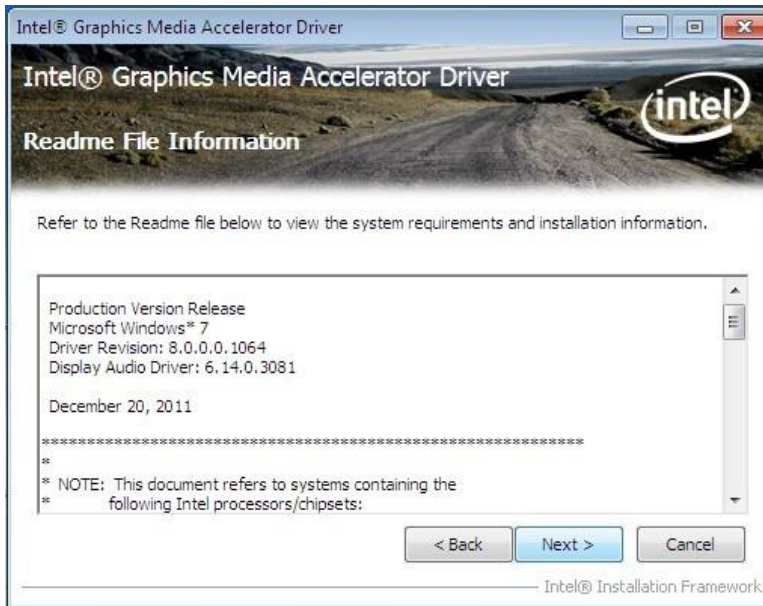 Intel® Graphics Media Accelerator Driver
Intel® Graphics Media Accelerator Driver
intel
Readme File Information
Refer to the Readme file below to view the system requirements and installation information.
Production Version Release
Microsoft Windows* 7
Driver Revision: 8.0.0.0.1064
Display Audio Driver: 6.14.0.3081
December 20, 2011
************************************************************
*
* NOTE:  This document refers to systems containing the
*        following Intel processors/chipsets:
< Back
Next >
Cancel
Intel® Installation Framework